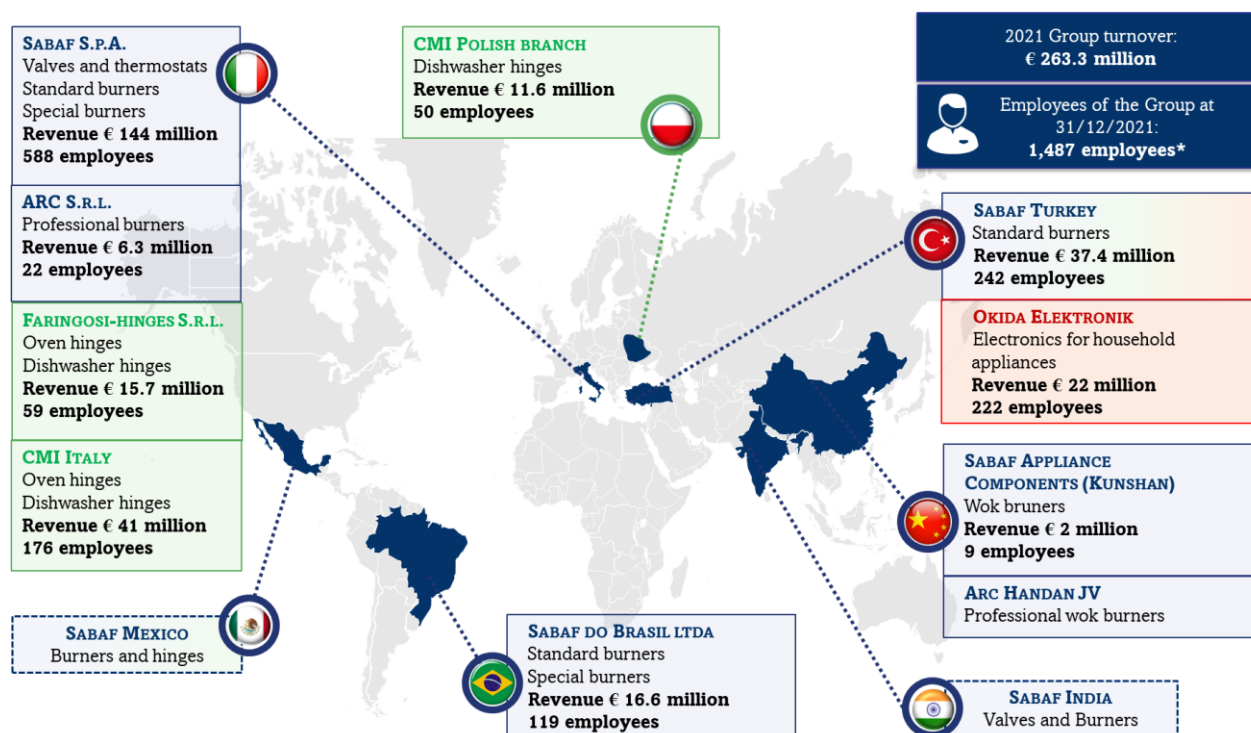 SABAF S.P.A.
Valves and thermostats
Standard burners
Special burners
Revenue € 144 million
588 employees
ARC S.R.L.
Professional burners
Revenue € 6.3 million
22 employees
FARINGOSI-HINGES S.R.L.
Oven hinges
Dishwasher hinges
Revenue € 15.7 million
59 employees
CMI ITALY
Oven hinges
Dishwasher hinges
Revenue € 41 million
176 employees
SABAF MEXICO
Burners and hinges
CMI POLISH BRANCH
Dishwasher hinges
Revenue € 11.6 million
50 employees
SABAF DO BRASIL LTDA
Standard burners
Special burners
Revenue € 16.6 million
119 employees
2021 Group turnover:
€ 263.3 million
Employees of the Group at
31/12/2021:
1,487 employees*
SABAF TURKEY
Standard burners
Revenue € 37.4 million
242 employees
OKIDA ELEKTRONIK
Electronics for household
appliances
Revenue € 22 million
222 employees
SABAF APPLIANCE
COMPONENTS (KUNSHAN)
Wok bruners
Revenue € 2 million
9 employees
ARC HANDAN JV
Professional wok burners
SABAF INDIA
Valves and Burners